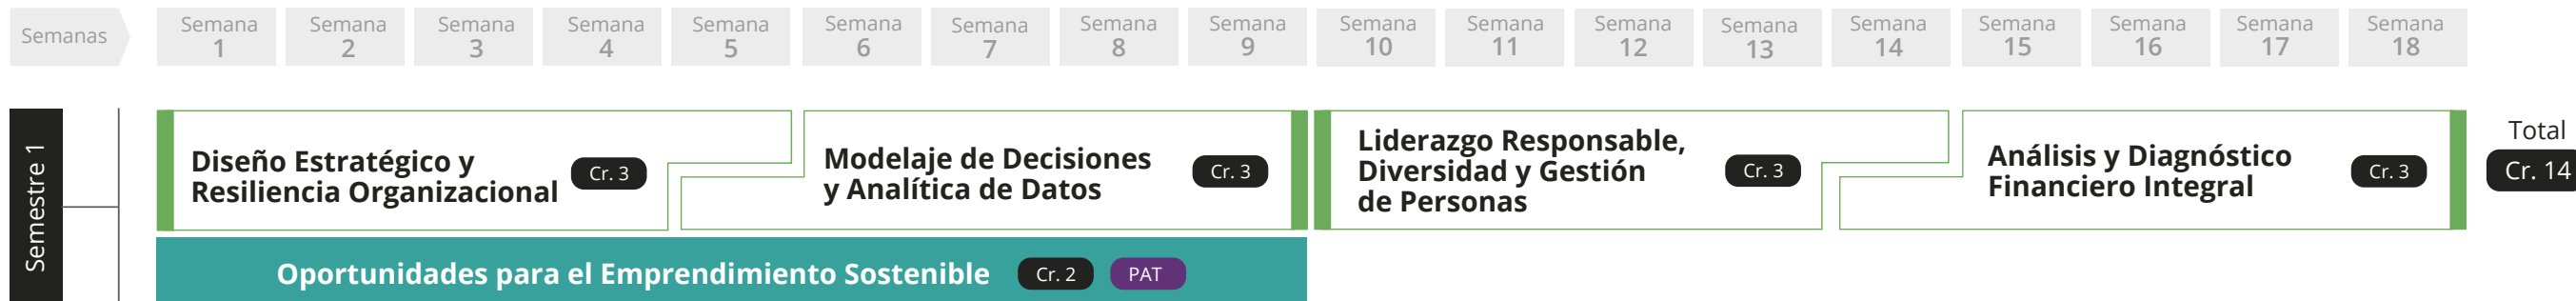 Semanas
Semana
1
Semana
2
Semana
3
Semana
4
Semana
5
Semana
6
Semana
7
Semana
8
Semana
9
Semana
10
Semana
11
Semana
12
Semana
13
Semana
14
Semana
15
Semana
16
Semana
17
Semana
18
Semestre 1
Diseño Estratégico y
Resiliencia Organizacional
Cr. 3
Modelaje de Decisiones
y Analítica de Datos
Cr. 3
Liderazgo Responsable,
Diversidad y Gestión
de Personas
Cr. 3
Análisis y Diagnóstico
Financiero Integral
Cr. 3
Total
Cr. 14
Oportunidades para el Emprendimiento Sostenible
Cr. 2
PAT